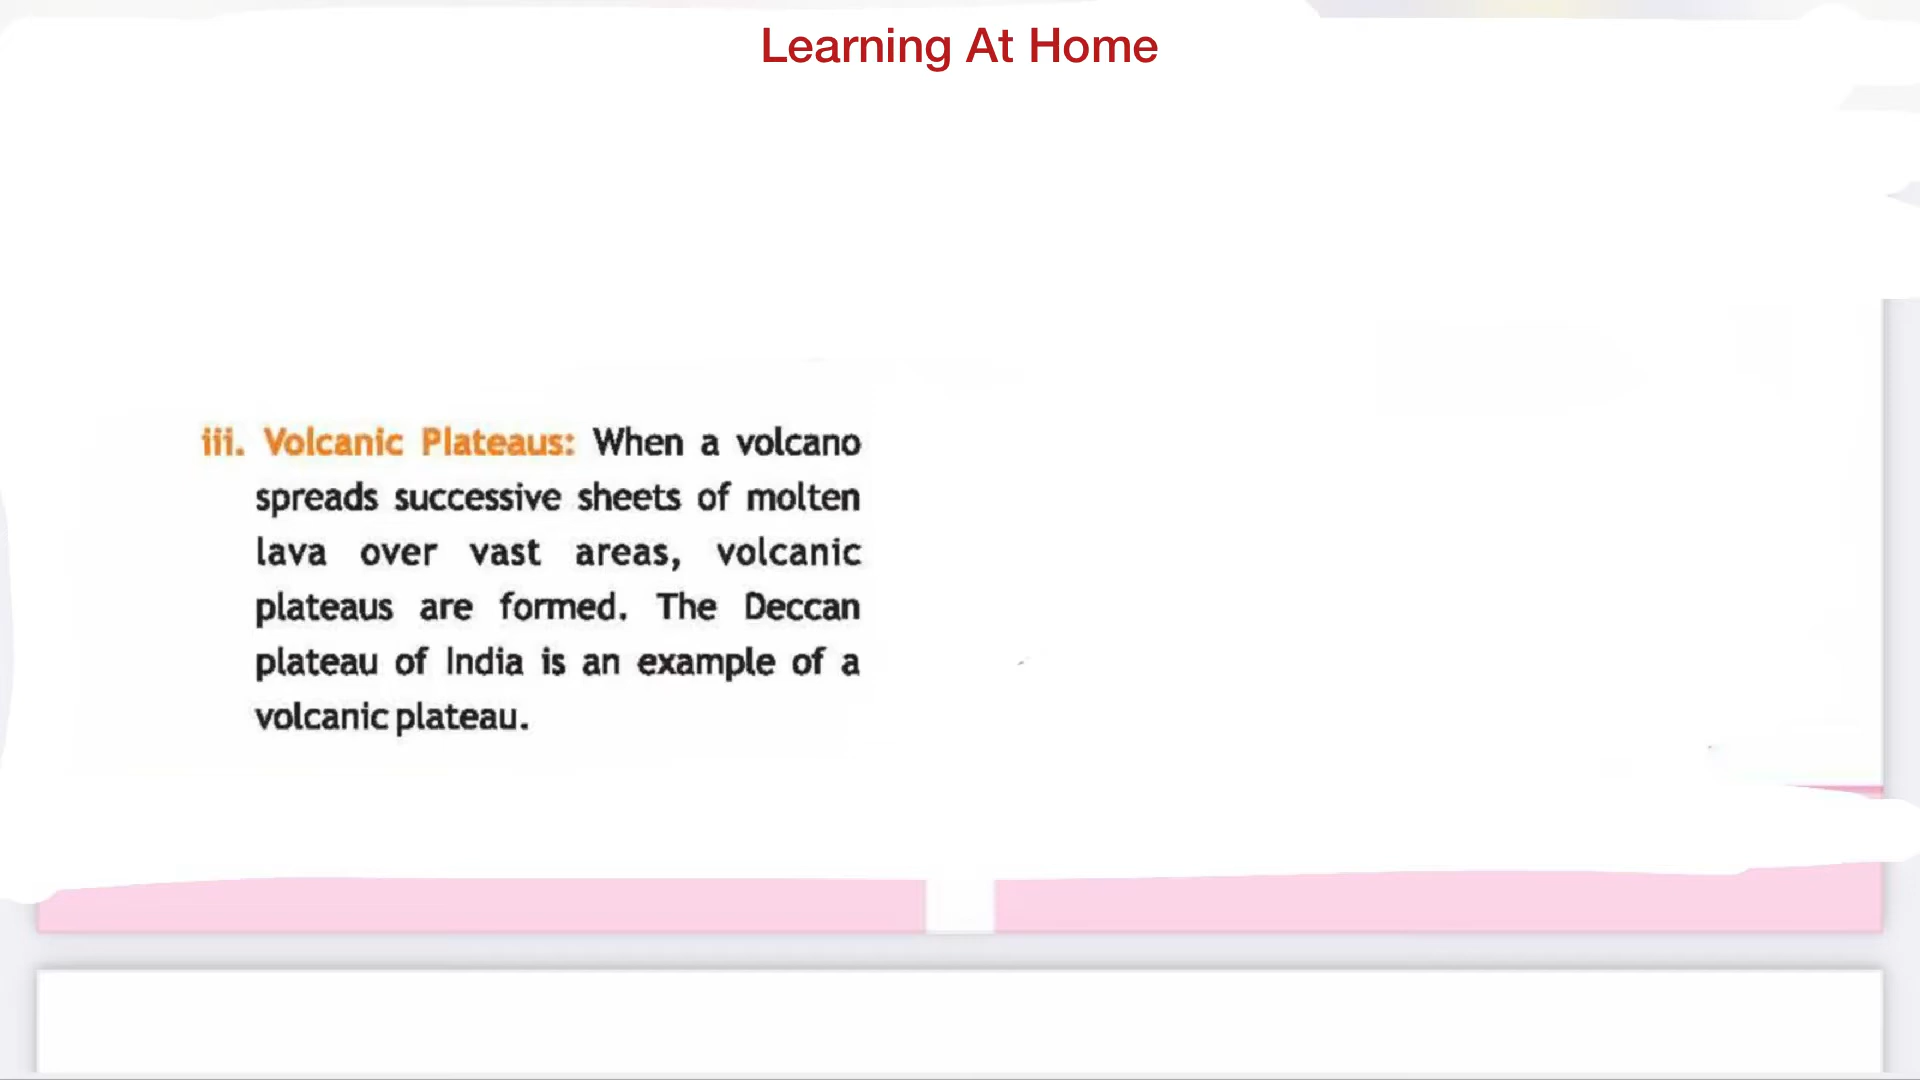 Learning At Home
iii. Volcanic Plateaus: When a volcano
spreads successive sheets of molten
lava over vast areas, volcanic
plateaus are formed. The Deccan
plateau of India is an example of a
volcanic plateau.